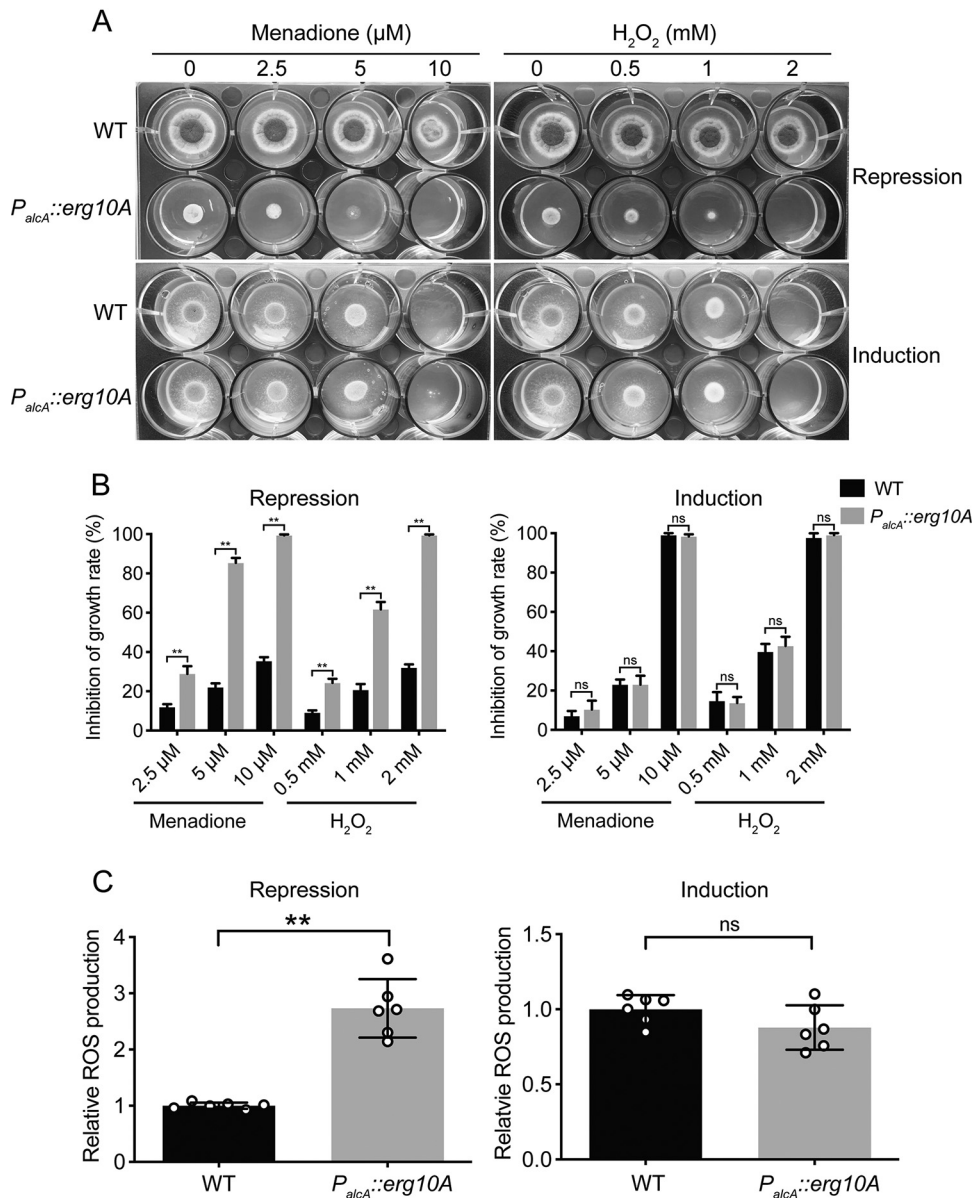 A
Menadione (µM)
H₂O₂ (mM)
0 2.5 5 10
0 0.5 1 2
WT
PalcA::erg10A
Repression
WT
PalcA::erg10A
Induction
B
Repression
Inhibition of growth rate (%)
100
80
60
40
20
0
** ** ** ** ** **
2.5 µM 5 µM 10 µM 0.5 mM 1 mM 2 mM
Menadione H₂O₂
Induction
WT
PalcA::erg10A
Inhibition of growth rate (%)
100
80
60
40
20
0
ns ns ns ns ns ns
2.5 µM 5 µM 10 µM 0.5 mM 1 mM 2 mM
Menadione H₂O₂
C
Repression
Relative ROS production
4
3
2
1
0
**
WT PalcA::erg10A
Induction
Relatvie ROS production
1.5
1.0
0.5
0.0
ns
WT PalcA::erg10A